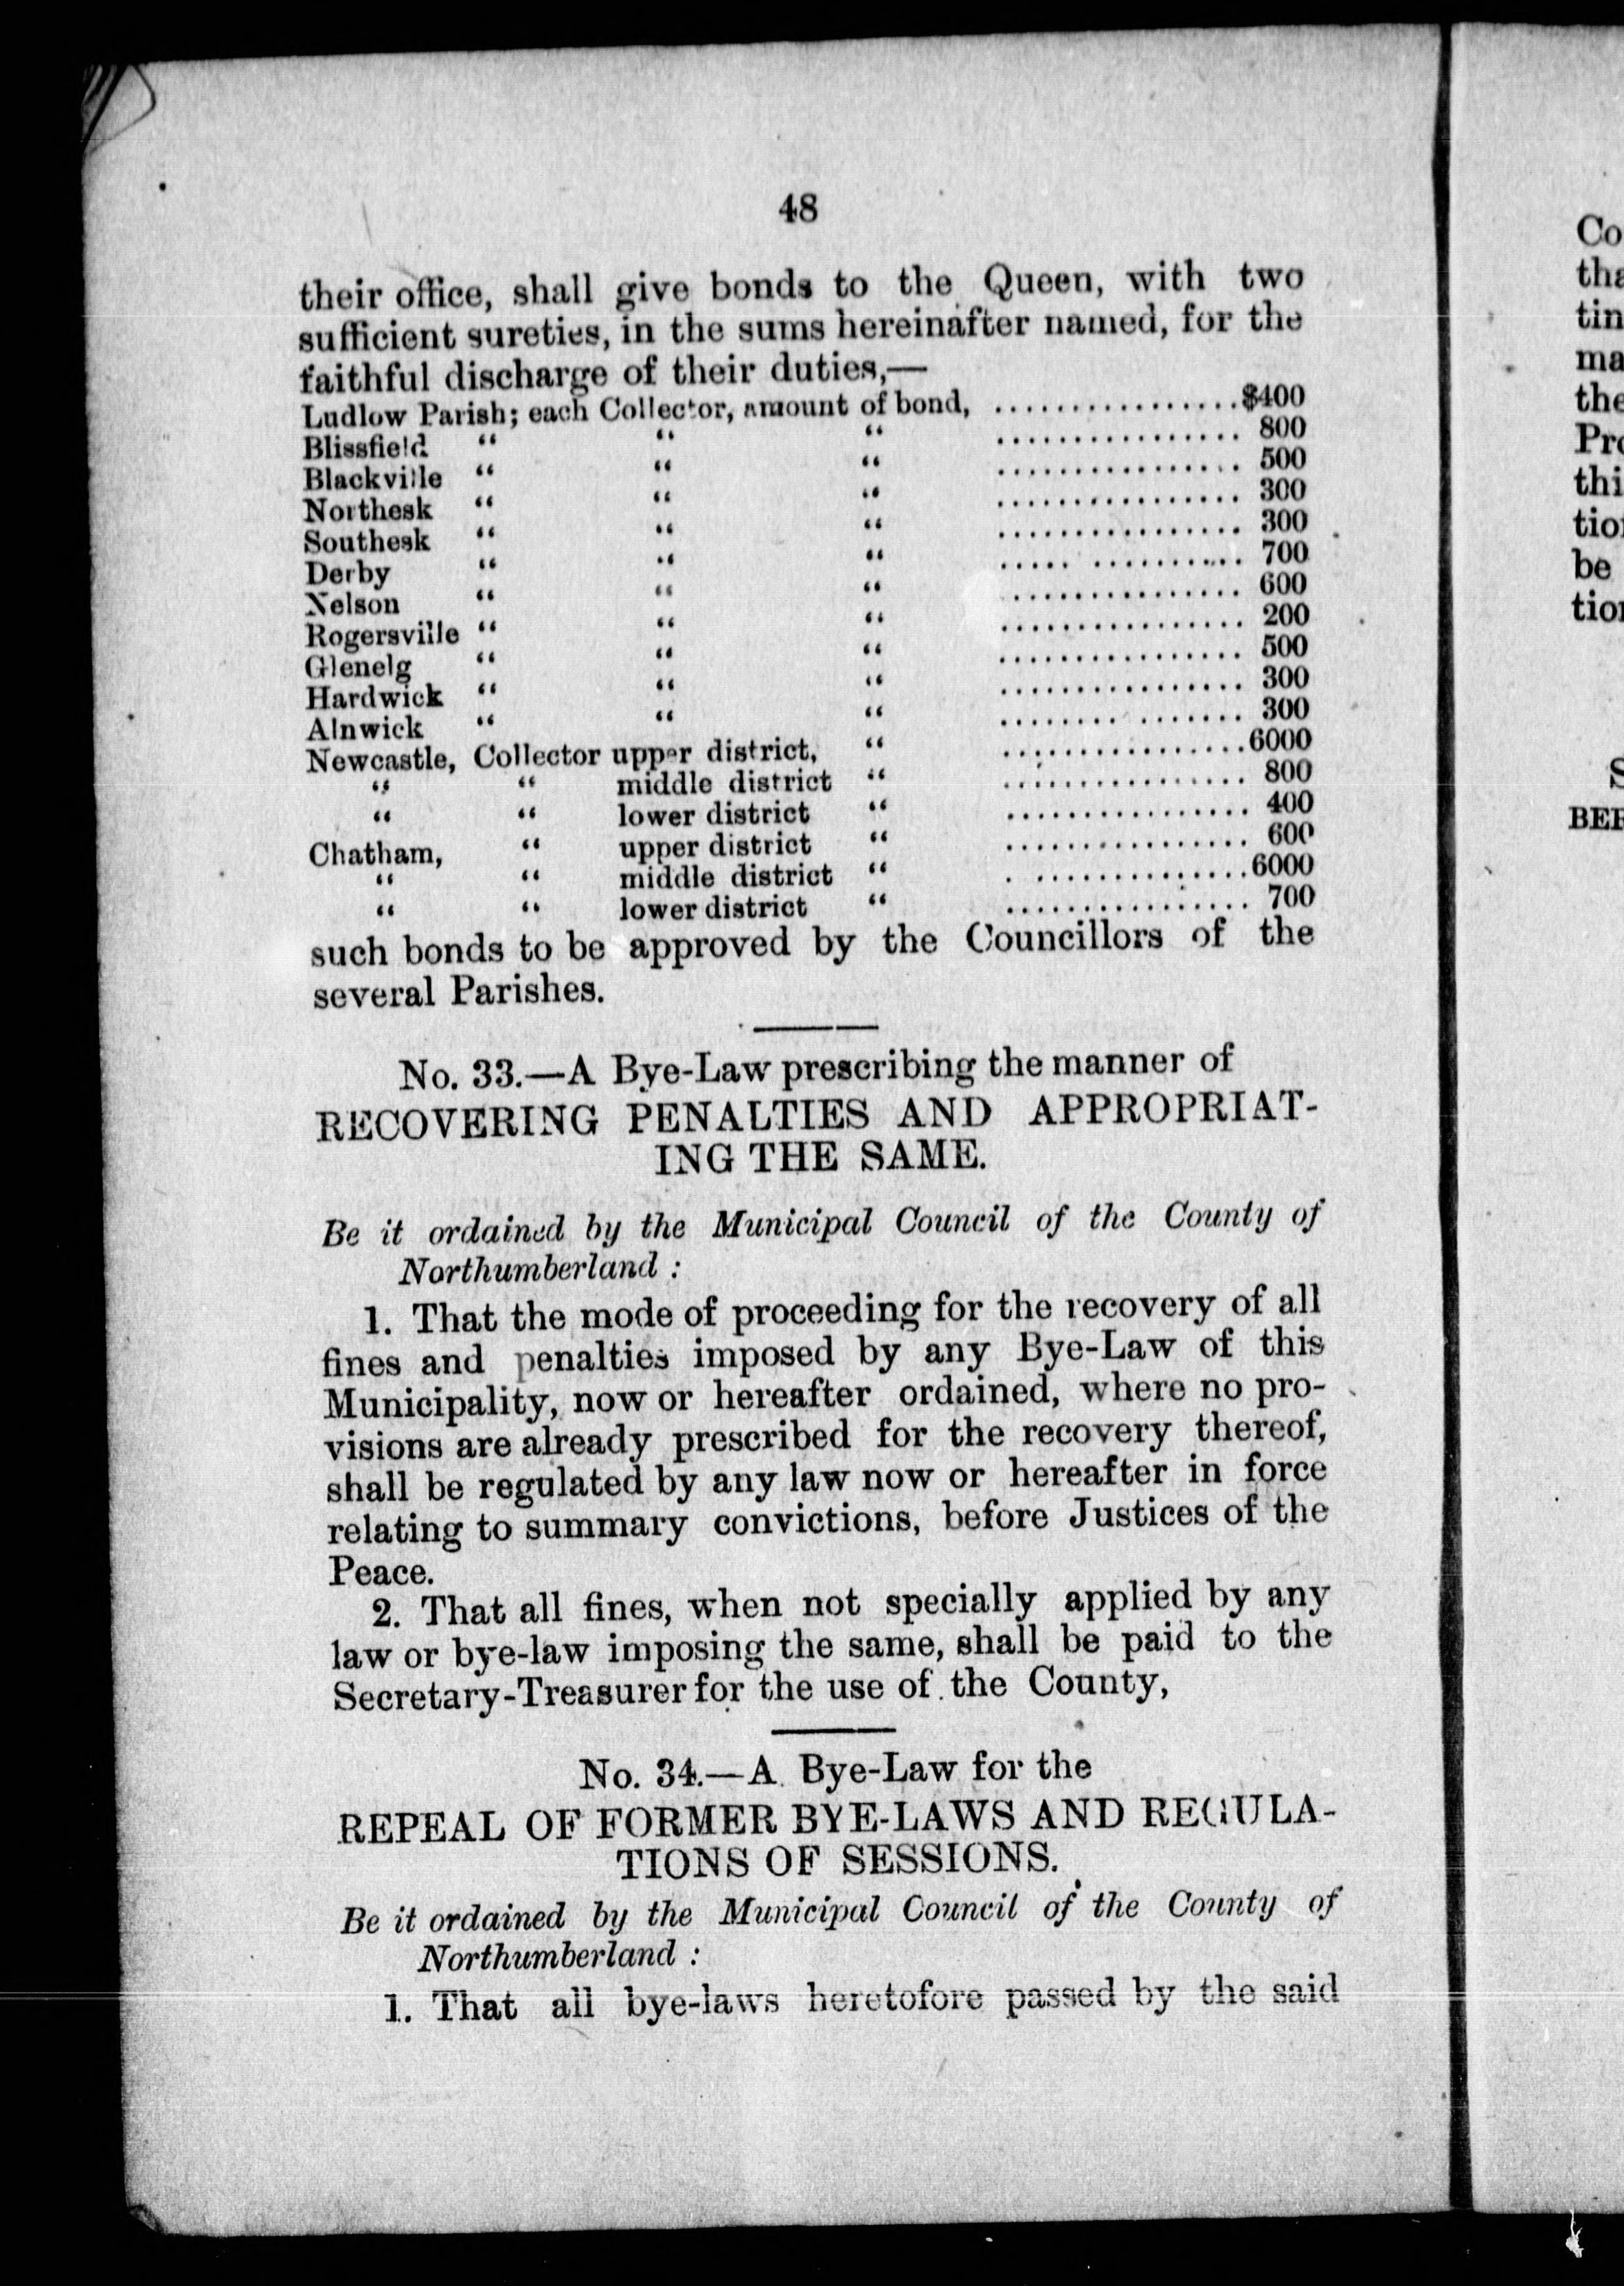 48
their office, shall give bonds to the Queen, with two
sufficient sureties, in the sums hereinafter named, for the
faithful discharge of their duties,—
Ludlow Parish; each Collector, amount of bond, ................$400
Blissfield “ “ “ ................ 800
Blackville “ “ “ ................ 500
Northesk “ “ “ ................ 300
Southesk “ “ “ ................ 300
Derby “ “ “ ..... .......... 700
Nelson “ “ “ ............... 600
Rogersville “ “ “ ................ 200
Glenelg “ “ “ ................ 500
Hardwick “ “ “ ................ 300
Alnwick “ “ “ ........ ....... 300
Newcastle, Collector upper district, “ ................6000
“ “ middle district “ ................ 800
“ “ lower district “ ................ 400
Chatham, “ upper district “ ................ 600
“ “ middle district “ . ..............6000
“ “ lower district “ ................ 700
such bonds to be approved by the Councillors of the
several Parishes.
No. 33.—A Bye-Law prescribing the manner of
RECOVERING PENALTIES AND APPROPRIAT-
ING THE SAME.
Be it ordained by the Municipal Council of the County of
Northumberland :
1. That the mode of proceeding for the recovery of all
fines and penalties imposed by any Bye-Law of this
Municipality, now or hereafter ordained, where no pro-
visions are already prescribed for the recovery thereof,
shall be regulated by any law now or hereafter in force
relating to summary convictions, before Justices of the
Peace.
2. That all fines, when not specially applied by any
law or bye-law imposing the same, shall be paid to the
Secretary-Treasurer for the use of the County,
No. 34.—A Bye-Law for the
REPEAL OF FORMER BYE-LAWS AND REGULA-
TIONS OF SESSIONS.
Be it ordained by the Municipal Council of the County of
Northumberland :
1. That all bye-laws heretofore passed by the said